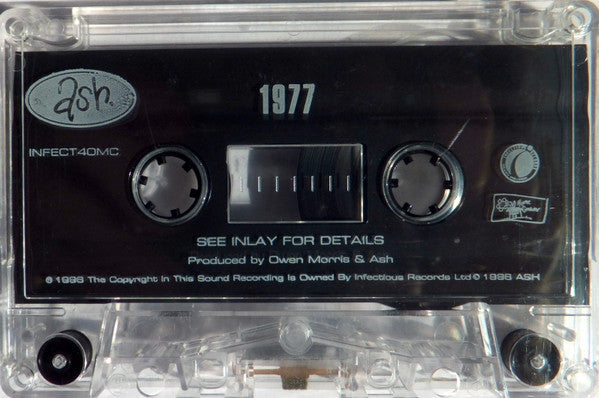 ash.
1977
INFECT40MC
SEE INLAY FOR DETAILS
Produced by Owen Morris & Ash
℗ 1996 The Copyright In This Sound Recording Is Owned By Infectious Records Ltd © 1996 ASH